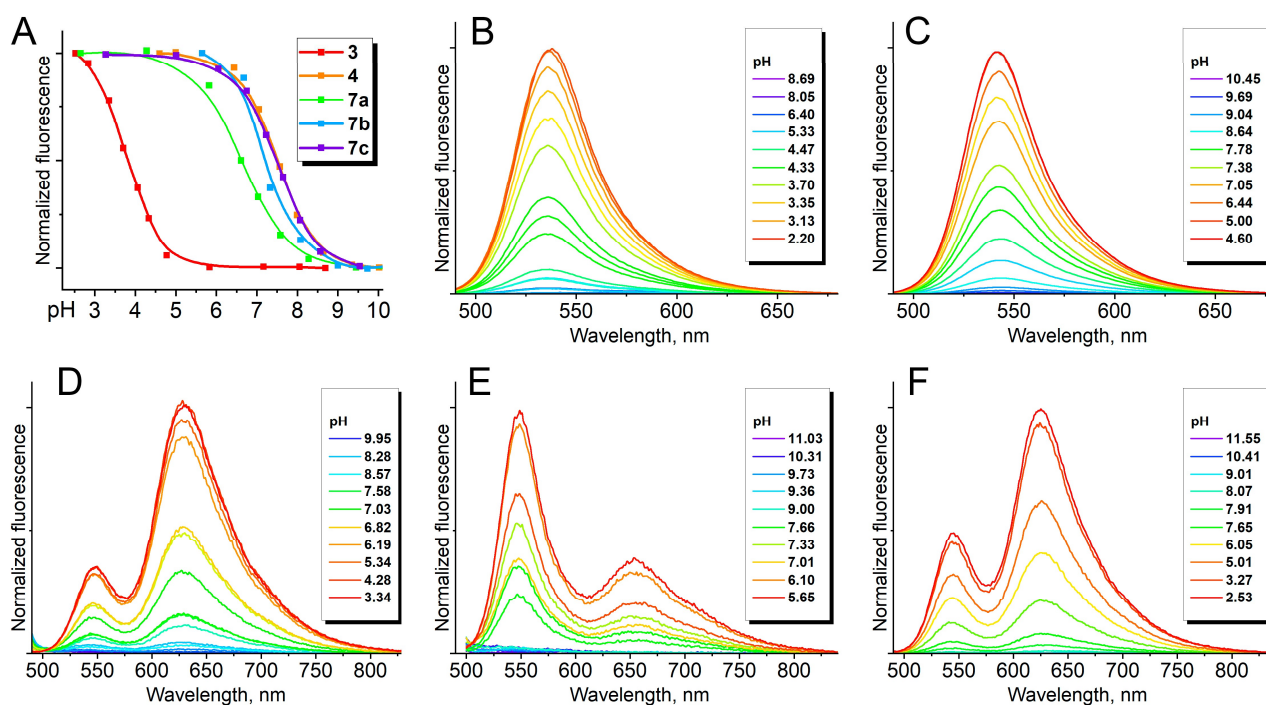 A
Normalized fluorescence
3
4
7a
7b
7c
pH 3 4 5 6 7 8 9 10
B
Normalized fluorescence
pH
8.69
8.05
6.40
5.33
4.47
4.33
3.70
3.35
3.13
2.20
500 550 600 650
Wavelength, nm
C
Normalized fluorescence
pH
10.45
9.69
9.04
8.64
7.78
7.38
7.05
6.44
5.00
4.60
500 550 600 650
Wavelength, nm
D
Normalized fluorescence
pH
9.95
8.28
8.57
7.58
7.03
6.82
6.19
5.34
4.28
3.34
500 550 600 650 700 750 800
Wavelength, nm
E
Normalized fluorescence
pH
11.03
10.31
9.73
9.36
9.00
7.66
7.33
7.01
6.10
5.65
500 550 600 650 700 750 800
Wavelength, nm
F
Normalized fluorescence
pH
11.55
10.41
9.01
8.07
7.91
7.65
6.05
5.01
3.27
2.53
500 550 600 650 700 750 800
Wavelength, nm